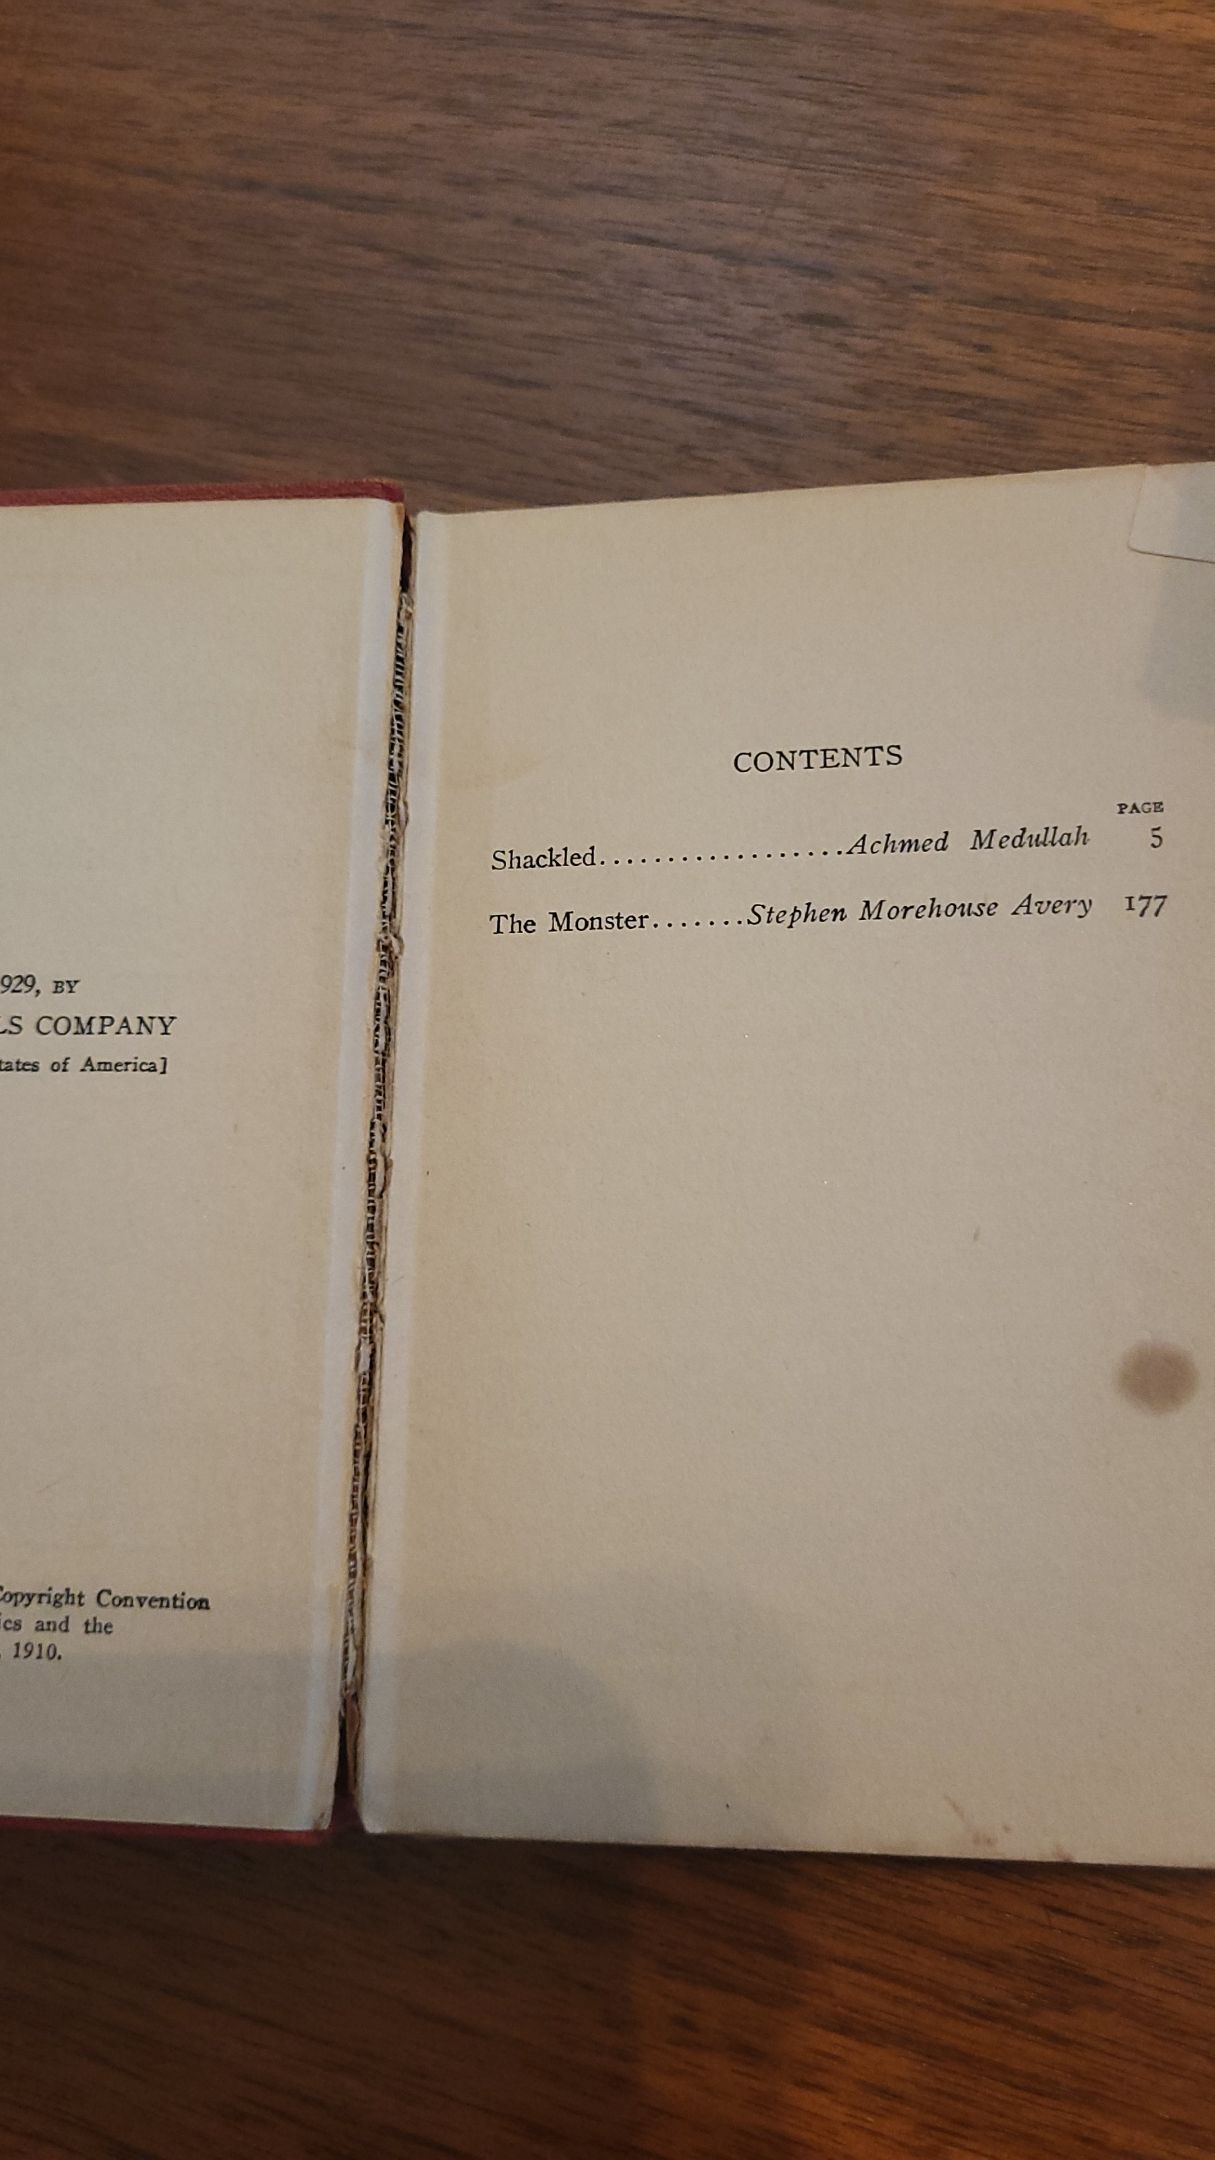 929, BY
LS COMPANY
tates of America]
Copyright Convention
ics and the
, 1910.
CONTENTS
PAGE
Shackled..................Achmed Medullah 5
The Monster.......Stephen Morehouse Avery 177